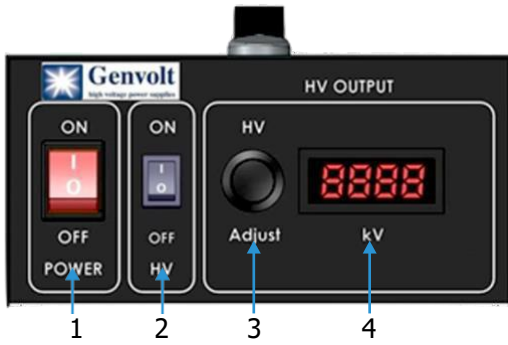 Genvolt
high voltage power supplies
HV OUTPUT
ON
ON
HV
I
O
I
O
8888
OFF
OFF
Adjust
kV
POWER
HV
1
2
3
4